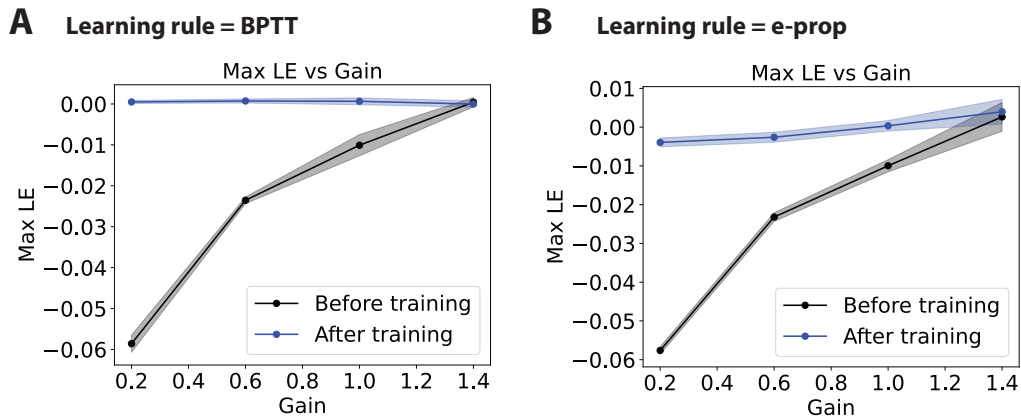 A Learning rule = BPTT
Max LE vs Gain
Max LE
0.00
−0.01
−0.02
−0.03
−0.04
−0.05
−0.06
Before training
After training
0.2 0.4 0.6 0.8 1.0 1.2 1.4
Gain
B Learning rule = e-prop
Max LE vs Gain
Max LE
0.01
0.00
−0.01
−0.02
−0.03
−0.04
−0.05
−0.06
Before training
After training
0.2 0.4 0.6 0.8 1.0 1.2 1.4
Gain